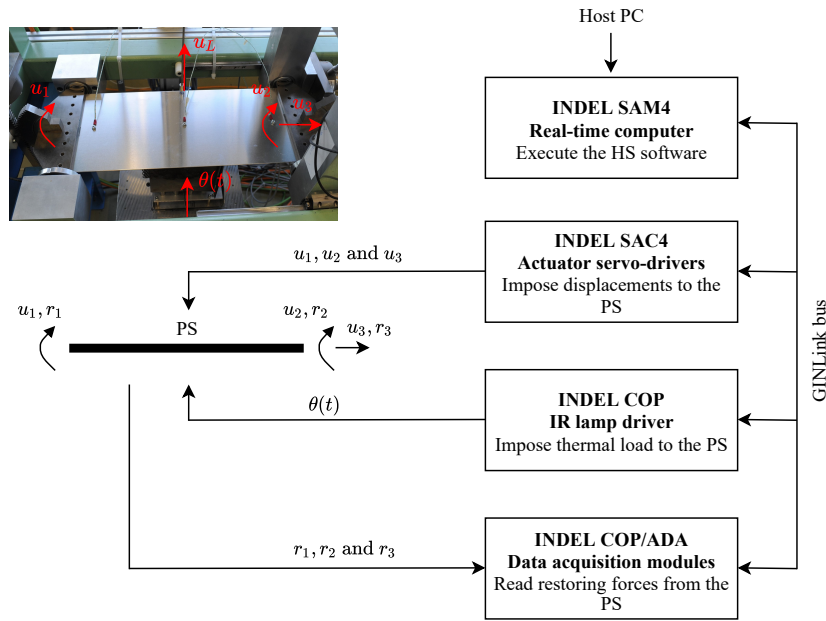 Host PC
u_L
u_1
u_2
u_3
θ(t)
INDEL SAM4
Real-time computer
Execute the HS software
INDEL SAC4
Actuator servo-drivers
Impose displacements to the
PS
u_1, u_2 and u_3
u_1, r_1
PS
u_2, r_2
u_3, r_3
GINLink bus
θ(t)
INDEL COP
IR lamp driver
Impose thermal load to the PS
r_1, r_2 and r_3
INDEL COP/ADA
Data acquisition modules
Read restoring forces from the
PS